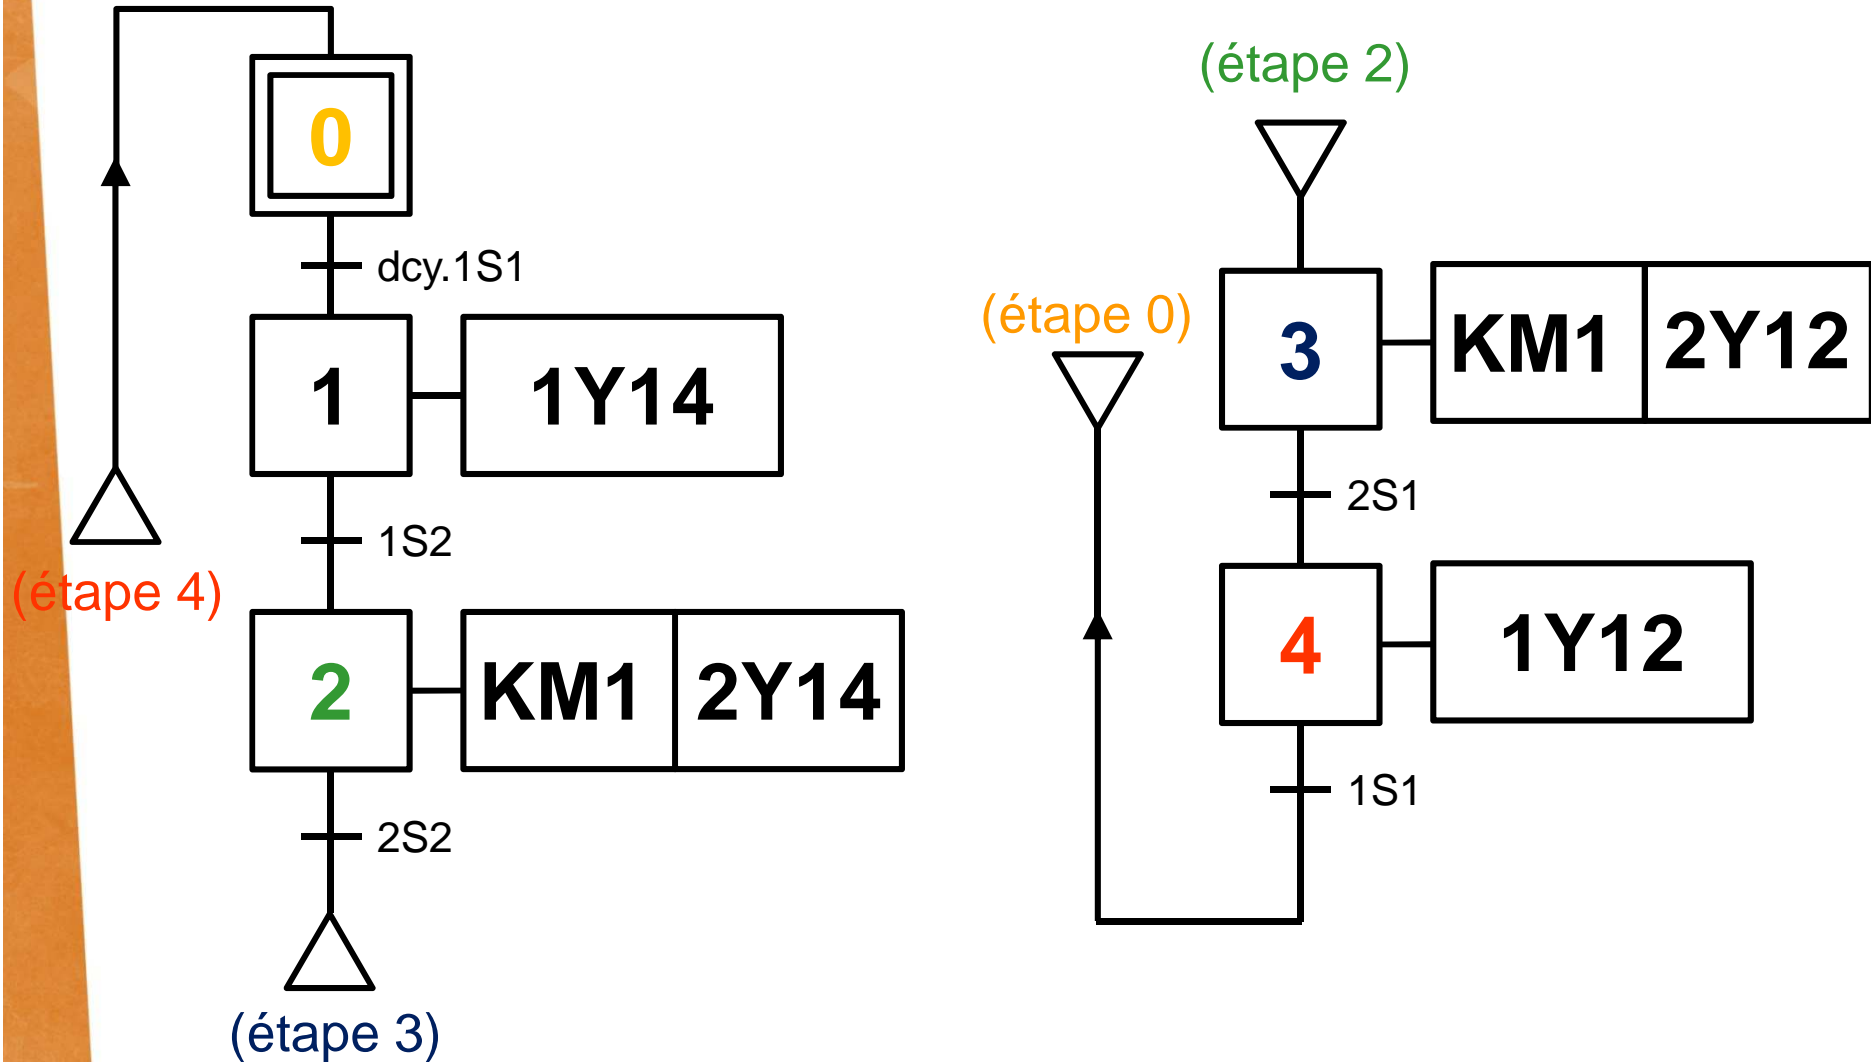 0
dcy.1S1
1
1Y14
1S2
(étape 4)
2
KM1 2Y14
2S2
(étape 3)
(étape 2)
(étape 0)
3
KM1 2Y12
2S1
4
1Y12
1S1